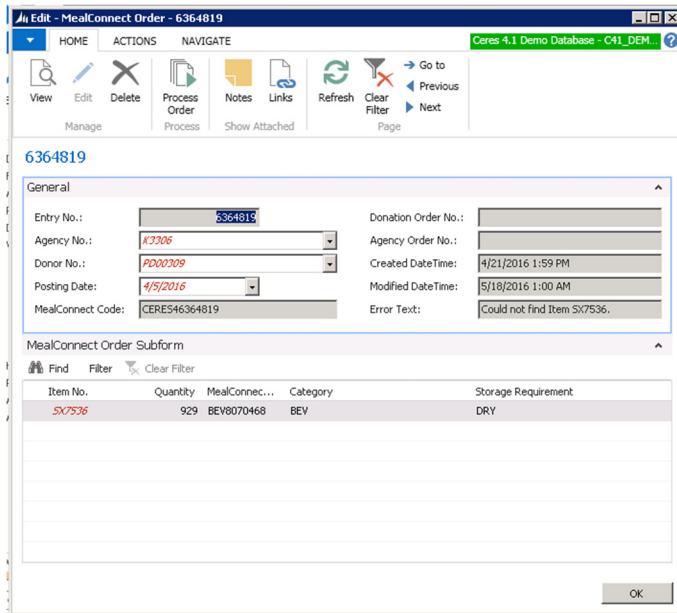 Edit - MealConnect Order - 6364819
HOME ACTIONS NAVIGATE
Ceres 4.1 Demo Database - C41_DEM...
View Edit Delete Process Order Notes Links Refresh Clear Filter
Go to
Previous
Next
Manage Process Show Attached Page
6364819
General
Entry No.: 6364819 Donation Order No.:
Agency No.: K3306 Agency Order No.:
Donor No.: PD00309 Created DateTime: 4/21/2016 1:59 PM
Posting Date: 4/5/2016 Modified DateTime: 5/18/2016 1:00 AM
MealConnect Code: CERES46364819 Error Text: Could not find Item SX7536.
MealConnect Order Subform
Find Filter Clear Filter
Item No. Quantity MealConnec... Category Storage Requirement
SX7536 929 BEV8070468 BEV DRY
OK